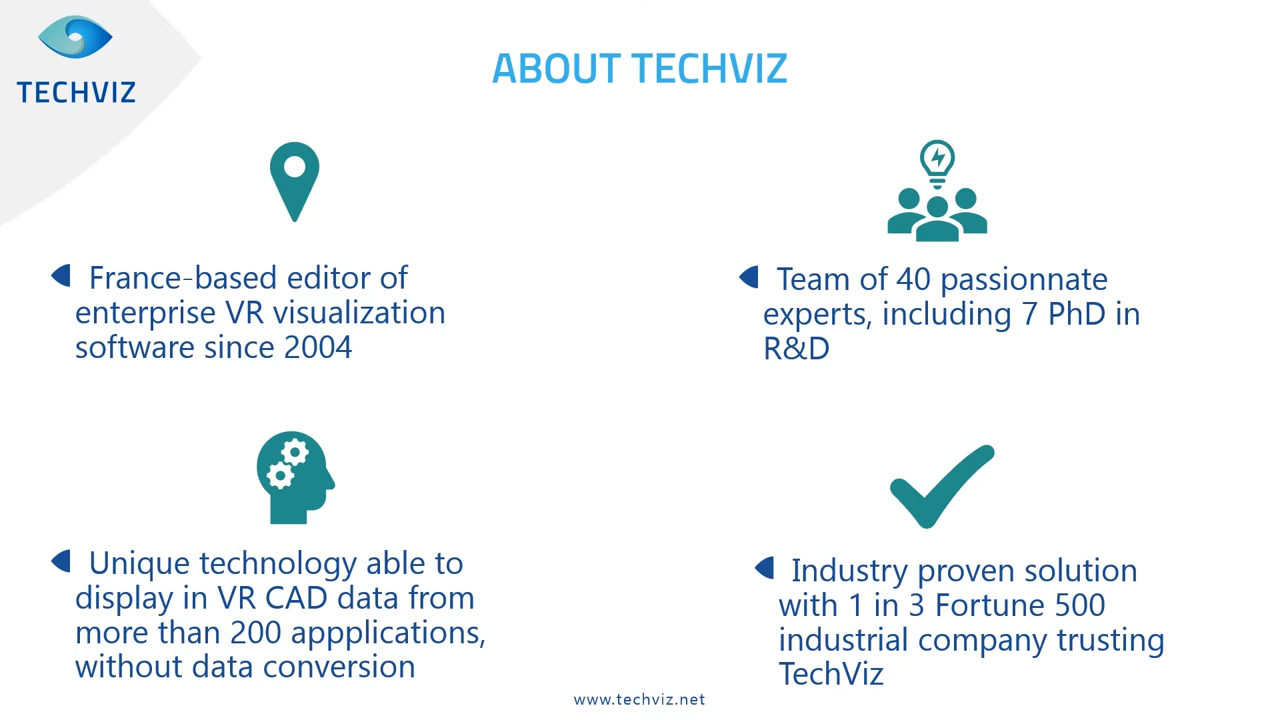 TECHVIZ
ABOUT TECHVIZ
France-based editor of
enterprise VR visualization
software since 2004
Team of 40 passionnate
experts, including 7 PhD in
R&D
Unique technology able to
display in VR CAD data from
more than 200 appplications,
without data conversion
Industry proven solution
with 1 in 3 Fortune 500
industrial company trusting
TechViz
www.techviz.net